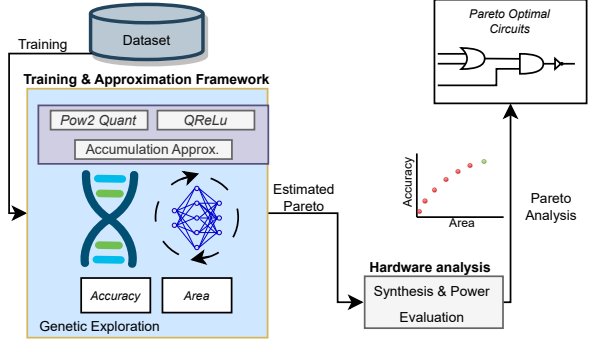 Dataset
Training
Training & Approximation Framework
Pow2 Quant
QReLu
Accumulation Approx.
Accuracy
Area
Genetic Exploration
Estimated
Pareto
Hardware analysis
Synthesis & Power
Evaluation
Accuracy
Area
Pareto
Analysis
Pareto Optimal
Circuits